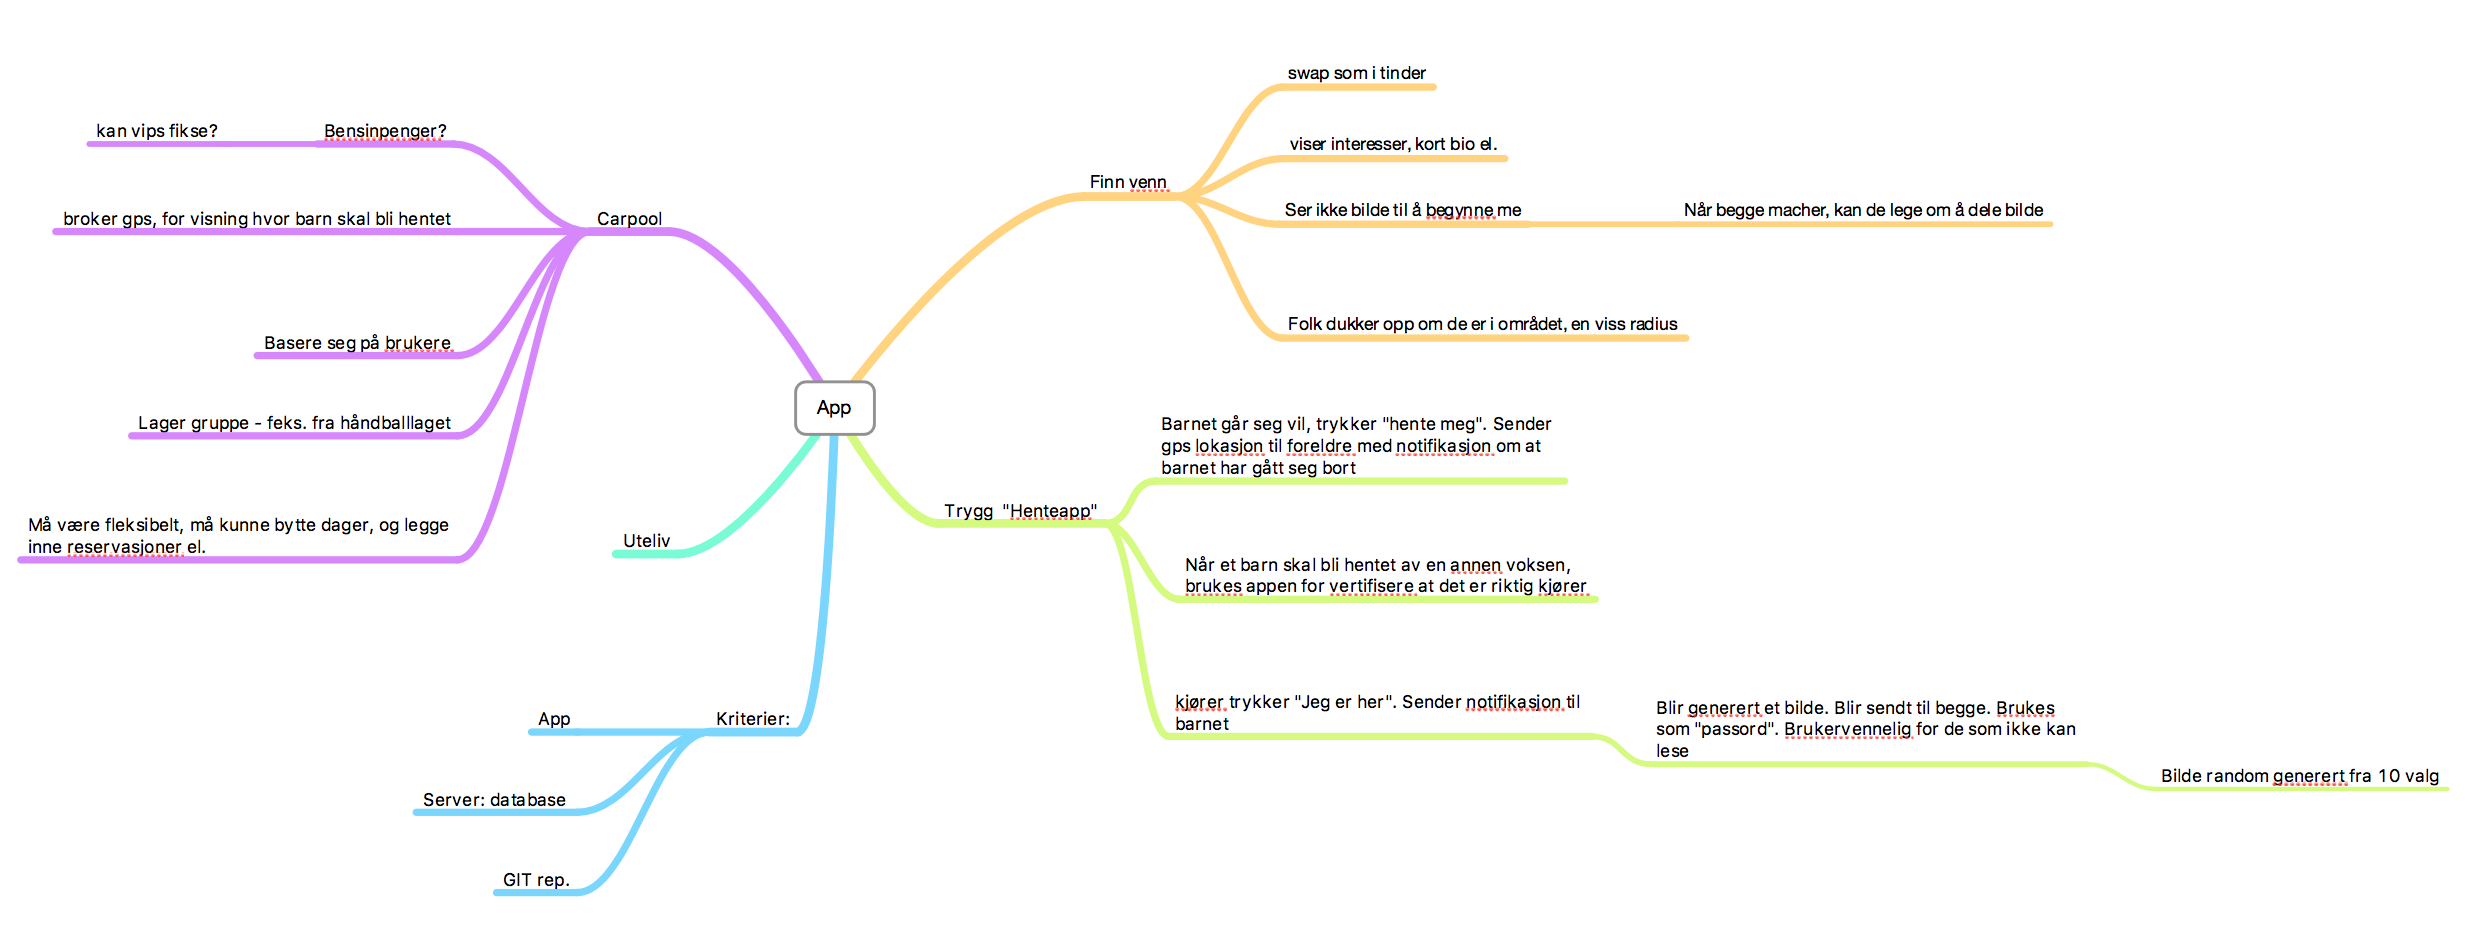 swap som i tinder
kan vips fikse?
Bensinpenger?
viser interesser, kort bio el.
Finn venn
broker gps, for visning hvor barn skal bli hentet
Carpool
Ser ikke bilde til å begynne me
Når begge macher, kan de lege om å dele bilde
Folk dukker opp om de er i området, en viss radius
Basere seg på brukere
App
Lager gruppe - feks. fra håndballlaget
Barnet går seg vil, trykker "hente meg". Sender
gps lokasjon til foreldre med notifikasjon om at
barnet har gått seg bort
Trygg "Henteapp"
Må være fleksibelt, må kunne bytte dager, og legge
inne reservasjoner el.
Uteliv
Når et barn skal bli hentet av en annen voksen,
brukes appen for vertifisere at det er riktig kjører
kjører trykker "Jeg er her". Sender notifikasjon til
barnet
Blir generert et bilde. Blir sendt til begge. Brukes
som "passord". Brukervennelig for de som ikke kan
lese
Bilde random generert fra 10 valg
Kriterier:
App
Server: database
GIT rep.